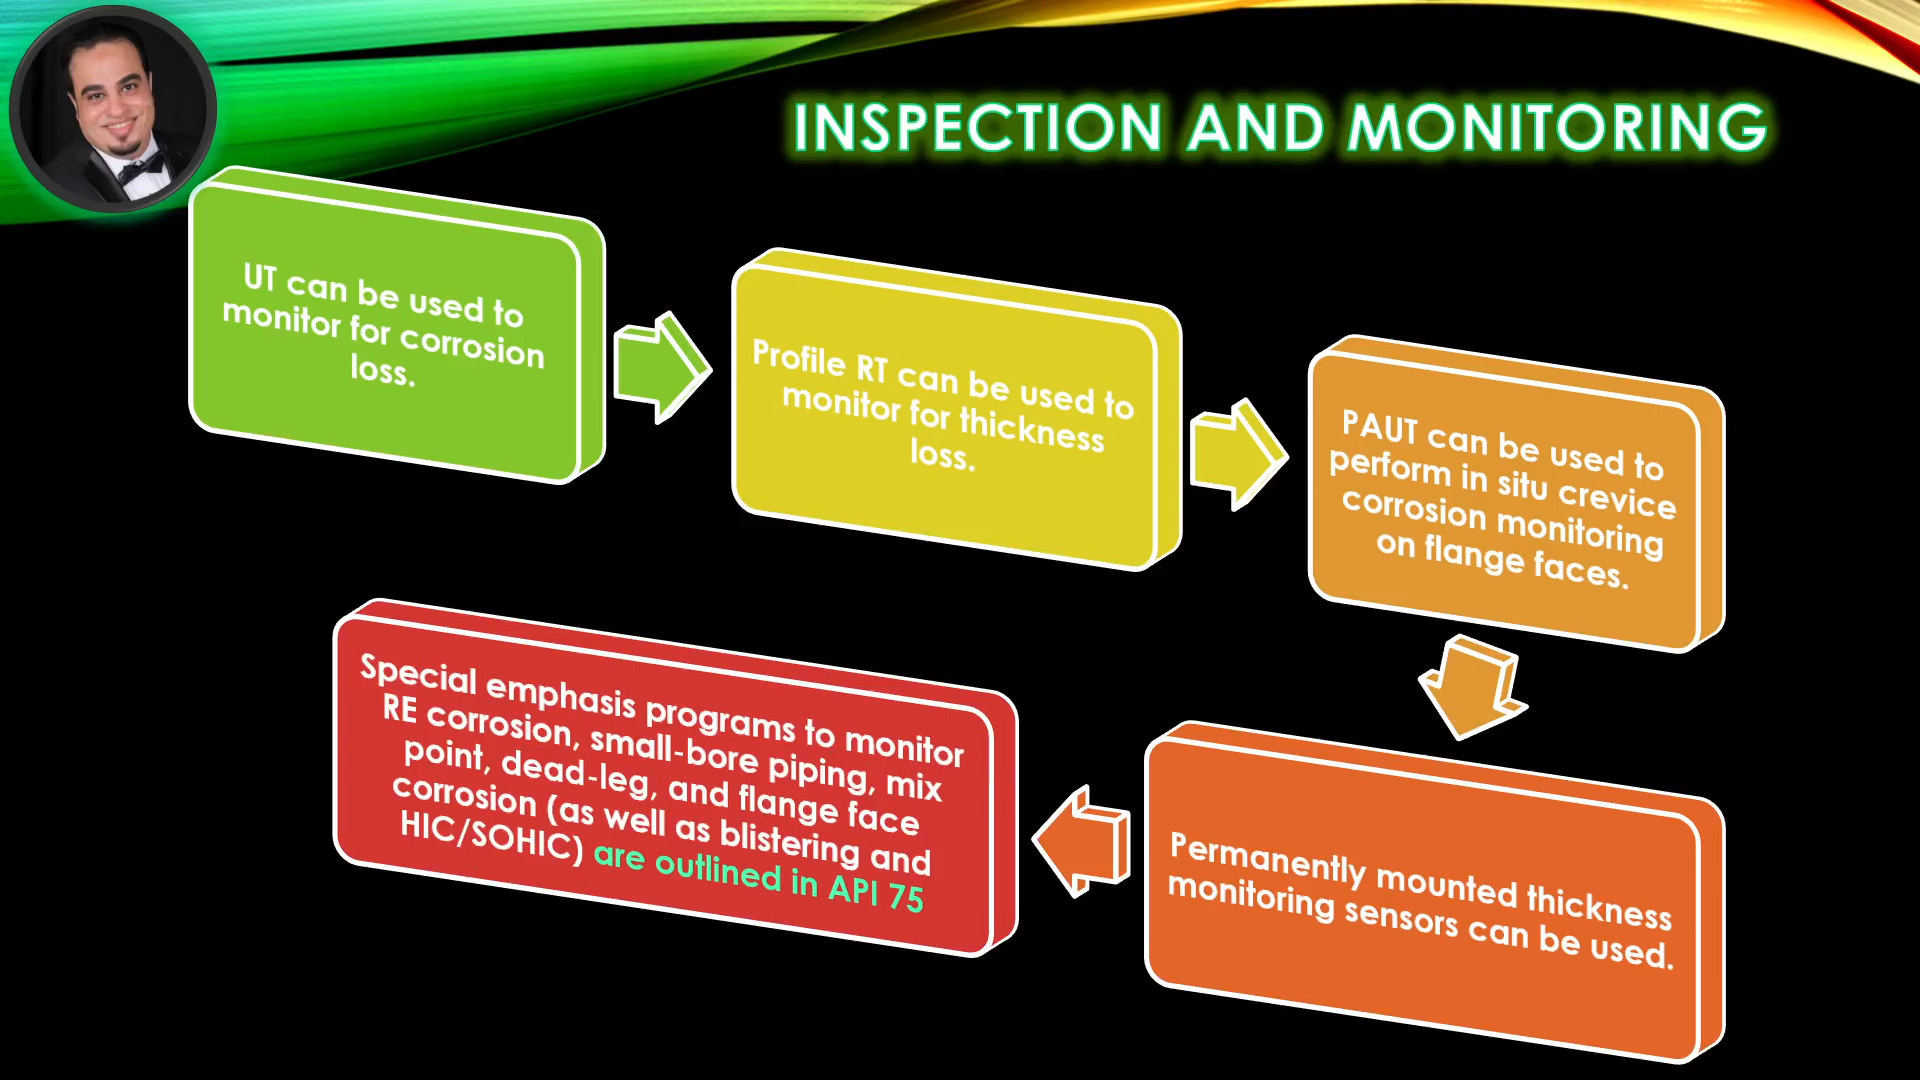 INSPECTION AND MONITORING
UT can be used to
monitor for corrosion
loss.
Profile RT can be used to
monitor for thickness
loss.
PAUT can be used to
perform in situ crevice
corrosion monitoring
on flange faces.
Permanently mounted thickness
monitoring sensors can be used.
Special emphasis programs to monitor
RE corrosion, small-bore piping, mix
point, dead-leg, and flange face
corrosion (as well as blistering and
HIC/SOHIC) are outlined in API 75